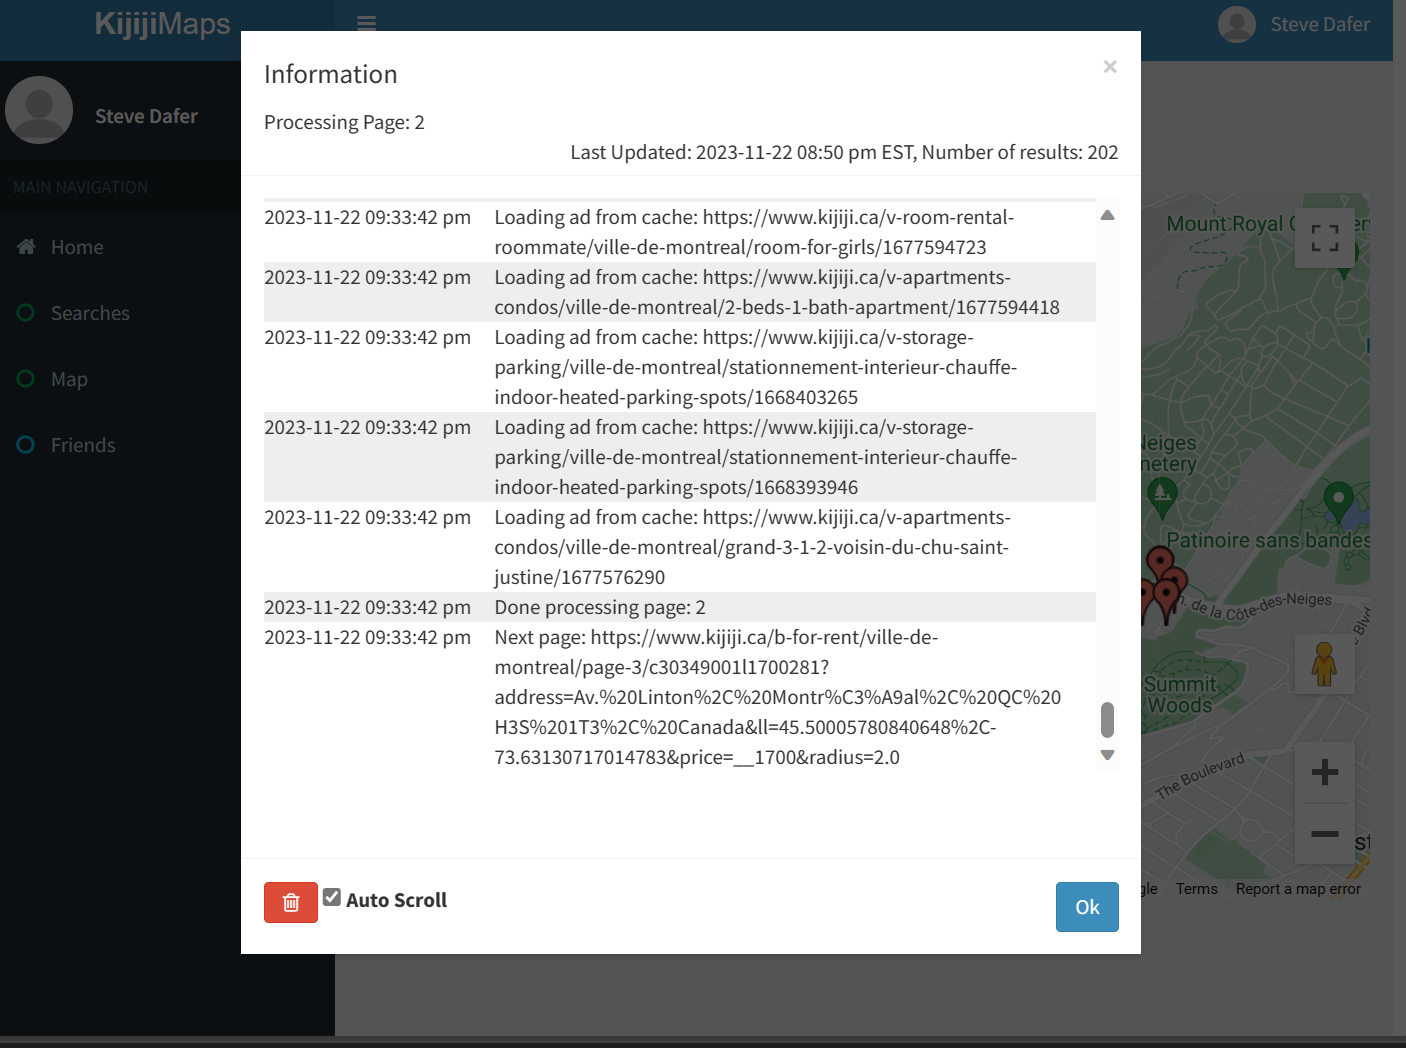 KijijiMaps
Steve Dafer
Steve Dafer
MAIN NAVIGATION
Home
Searches
Map
Friends
Information
×
Processing Page: 2
Last Updated: 2023-11-22 08:50 pm EST, Number of results: 202
2023-11-22 09:33:42 pm Loading ad from cache: https://www.kijiji.ca/v-room-rental-
roommate/ville-de-montreal/room-for-girls/1677594723
2023-11-22 09:33:42 pm Loading ad from cache: https://www.kijiji.ca/v-apartments-
condos/ville-de-montreal/2-beds-1-bath-apartment/1677594418
2023-11-22 09:33:42 pm Loading ad from cache: https://www.kijiji.ca/v-storage-
parking/ville-de-montreal/stationnement-interieur-chauffe-
indoor-heated-parking-spots/1668403265
2023-11-22 09:33:42 pm Loading ad from cache: https://www.kijiji.ca/v-storage-
parking/ville-de-montreal/stationnement-interieur-chauffe-
indoor-heated-parking-spots/1668393946
2023-11-22 09:33:42 pm Loading ad from cache: https://www.kijiji.ca/v-apartments-
condos/ville-de-montreal/grand-3-1-2-voisin-du-chu-saint-
justine/1677576290
2023-11-22 09:33:42 pm Done processing page: 2
2023-11-22 09:33:42 pm Next page: https://www.kijiji.ca/b-for-rent/ville-de-
montreal/page-3/c30349001l1700281?
address=Av.%20Linton%2C%20Montr%C3%A9al%2C%20QC%20
H3S%201T3%2C%20Canada&ll=45.50005780840648%2C-
73.63130717014783&price=__1700&radius=2.0
Auto Scroll
Ok
Mount Royal
Neiges
Patinoire sans bandes
de la Côte-des-Neiges
Blv
Summit
Woods
The Boulevard
Terms
Report a map error